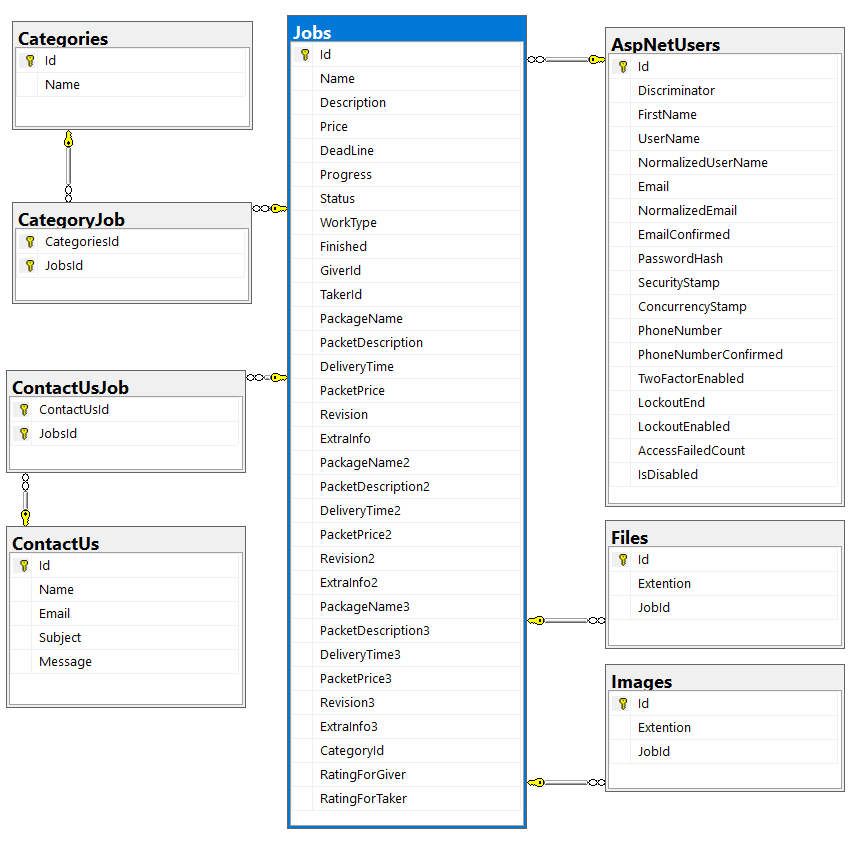 Categories
Id
Name
CategoryJob
CategoriesId
JobsId
ContactUsJob
ContactUsId
JobsId
ContactUs
Id
Name
Email
Subject
Message
Jobs
Id
Name
Description
Price
DeadLine
Progress
Status
WorkType
Finished
GiverId
TakerId
PackageName
PacketDescription
DeliveryTime
PacketPrice
Revision
ExtraInfo
PackageName2
PacketDescription2
DeliveryTime2
PacketPrice2
Revision2
ExtraInfo2
PackageName3
PacketDescription3
DeliveryTime3
PacketPrice3
Revision3
ExtraInfo3
CategoryId
RatingForGiver
RatingForTaker
AspNetUsers
Id
Discriminator
FirstName
UserName
NormalizedUserName
Email
NormalizedEmail
EmailConfirmed
PasswordHash
SecurityStamp
ConcurrencyStamp
PhoneNumber
PhoneNumberConfirmed
TwoFactorEnabled
LockoutEnd
LockoutEnabled
AccessFailedCount
IsDisabled
Files
Id
Extention
JobId
Images
Id
Extention
JobId